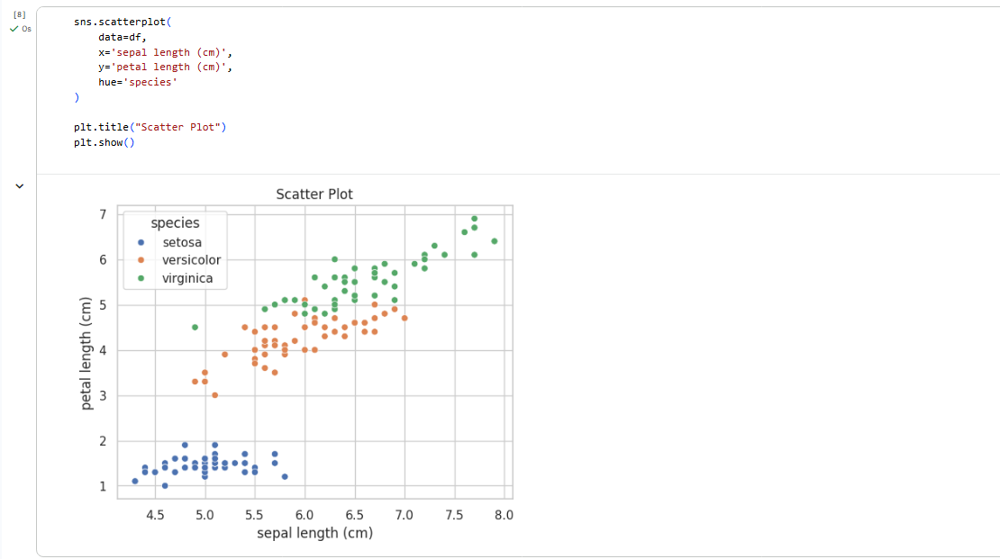 [8]
0s
sns.scatterplot(
    data=df,
    x='sepal length (cm)',
    y='petal length (cm)',
    hue='species'
)
plt.title("Scatter Plot")
plt.show()
Scatter Plot
species
setosa
versicolor
virginica
7
6
5
4
3
2
1
petal length (cm)
4.5 5.0 5.5 6.0 6.5 7.0 7.5 8.0
sepal length (cm)